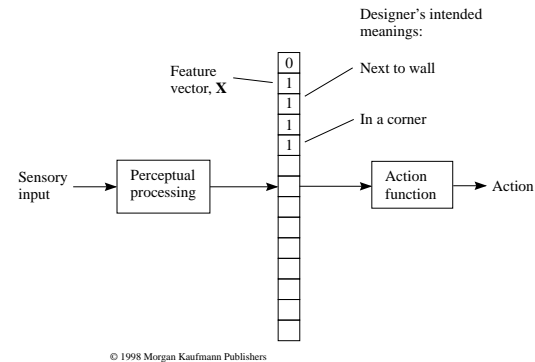 Designer's intended
meanings:
0
Feature
vector, X
1
Next to wall
1
1
In a corner
1
Sensory
input
Perceptual
processing
Action
function
Action
© 1998 Morgan Kaufmann Publishers